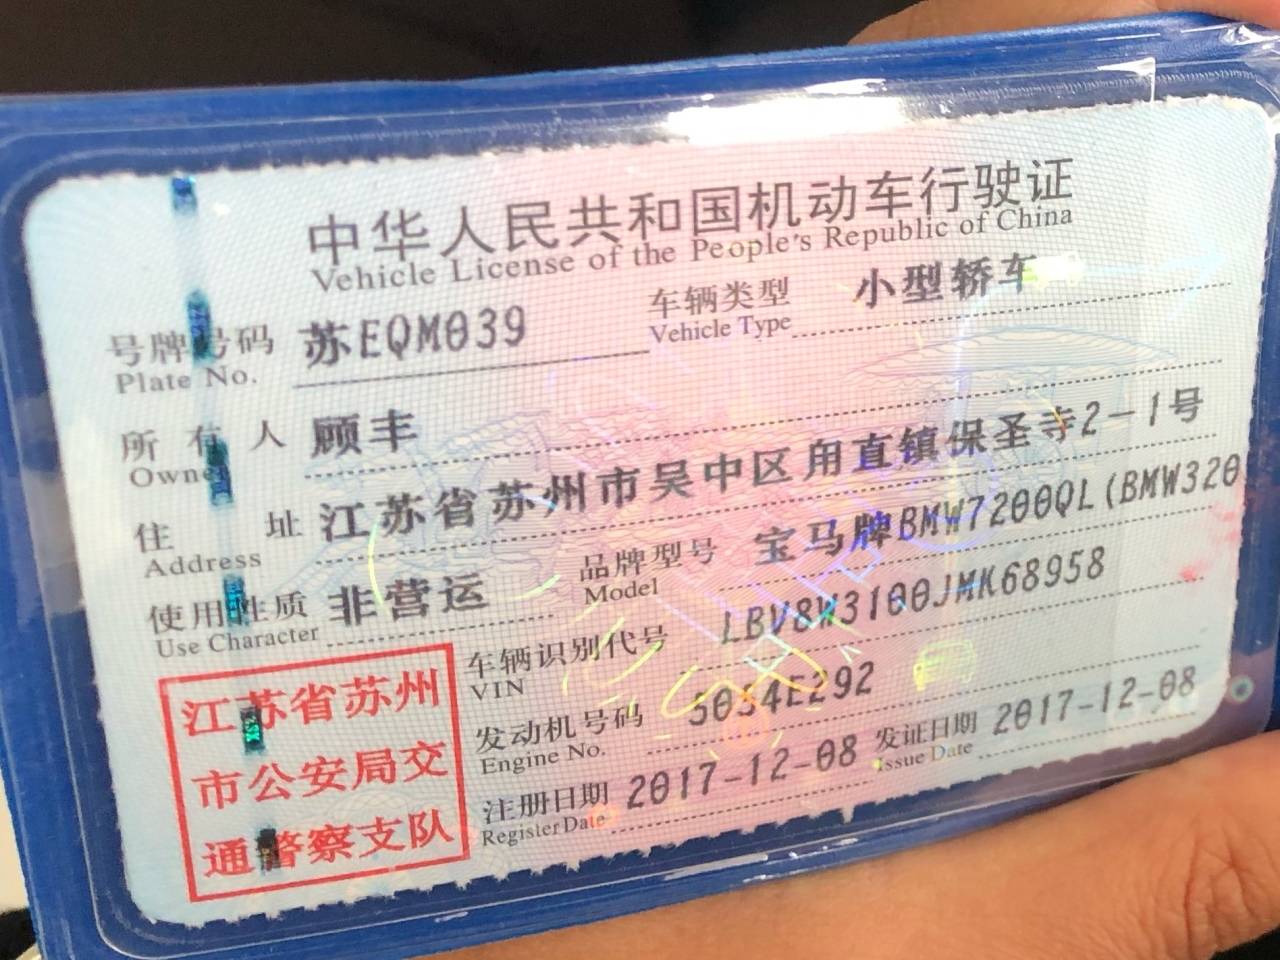 中华人民共和国机动车行驶证
Vehicle License of the People's Republic of China
号牌号码 苏EQM039 车辆类型 小型轿车
Plate No. Vehicle Type
所有人 顾丰
Owner
住址 江苏省苏州市吴中区用直镇保圣寺2-1号
Address
使用性质 非营运 品牌型号 宝马牌BMW7200QL(BMW320
Use Character Model
车辆识别代号 LBV8W3100JMK68958
VIN
发动机号码 5034E292
Engine No.
注册日期 2017-12-08 发证日期 2017-12-08
Register Date Issue Date
江苏省苏州
市公安局交
通警察支队